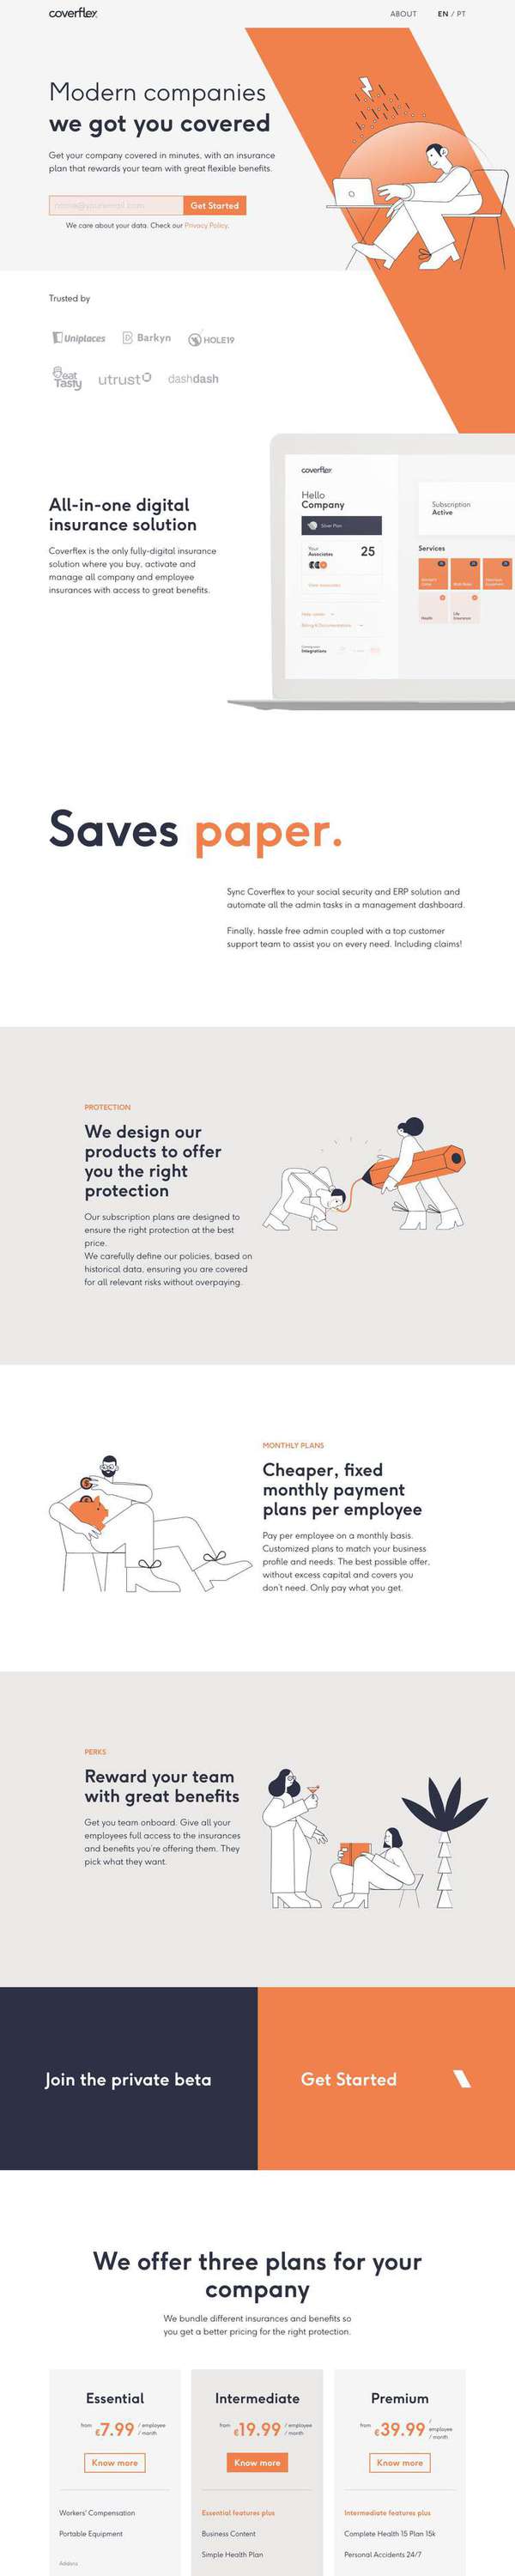 coverflex
ABOUT
EN / PT
Modern companies
we got you covered
Get your company covered in minutes, with an insurance
plan that rewards your team with great flexible benefits.
Get Started
We care about your data. Check our Privacy Policy.
Trusted by
Uniplaces
Barkyn
HOLE19
eat Tasty
utrust
dashdash
All-in-one digital
insurance solution
Coverflex is the only fully-digital insurance
solution where you buy, activate and
manage all company and employee
insurances with access to great benefits.
coverflex
Hello
Company
Silver Plan
Your
Associates
25
Help center
Billing & Documentations
Integrations
Subscription
Active
Services
Health
Life
Insurance
Saves paper.
Sync Coverflex to your social security and ERP solution and
automate all the admin tasks in a management dashboard.
Finally, hassle free admin coupled with a top customer
support team to assist you on every need. Including claims!
PROTECTION
We design our
products to offer
you the right
protection
Our subscription plans are designed to
ensure the right protection at the best
price.
We carefully define our policies, based on
historical data, ensuring you are covered
for all relevant risks without overpaying.
MONTHLY PLANS
Cheaper, fixed
monthly payment
plans per employee
Pay per employee on a monthly basis.
Customized plans to match your business
profile and needs. The best possible offer,
without excess capital and covers you
don't need. Only pay what you get.
PERKS
Reward your team
with great benefits
Get you team onboard. Give all your
employees full access to the insurances
and benefits you're offering them. They
pick what they want.
Join the private beta
Get Started
We offer three plans for your
company
We bundle different insurances and benefits so
you get a better pricing for the right protection.
Essential
from €7.99 / employee / month
Know more
Workers' Compensation
Portable Equipment
Addons
Intermediate
from €19.99 / employee / month
Know more
Essential features plus
Business Content
Simple Health Plan
Premium
from €39.99 / employee / month
Know more
Intermediate features plus
Complete Health 15 Plan 15k
Personal Accidents 24/7